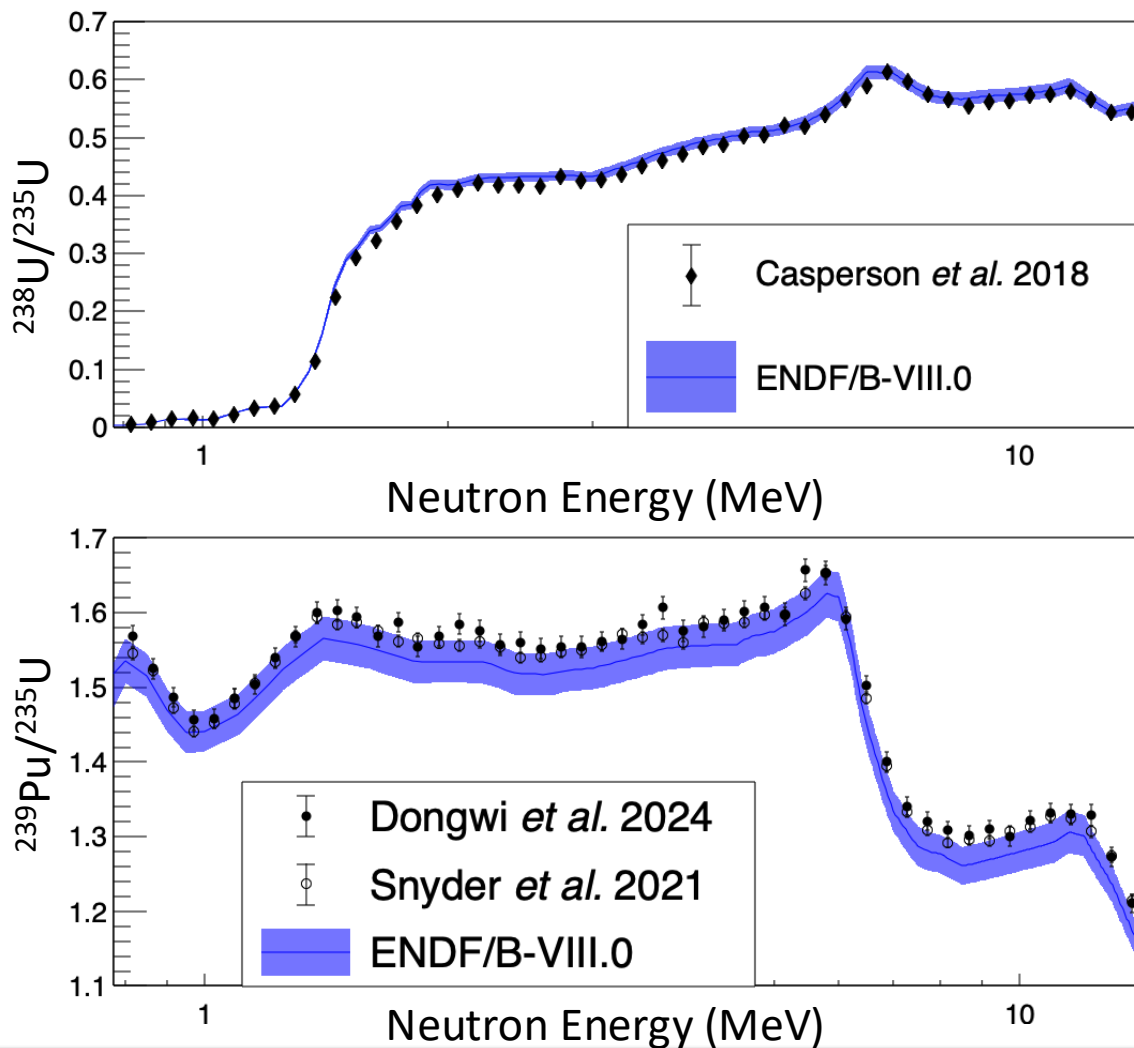 0.7
0.6
0.5
0.4
0.3
0.2
0.1
0
²³⁸U/²³⁵U
Casperson et al. 2018
ENDF/B-VIII.0
1
10
Neutron Energy (MeV)
1.7
1.6
1.5
1.4
1.3
1.2
1.1
²³⁹Pu/²³⁵U
Dongwi et al. 2024
Snyder et al. 2021
ENDF/B-VIII.0
1
10
Neutron Energy (MeV)